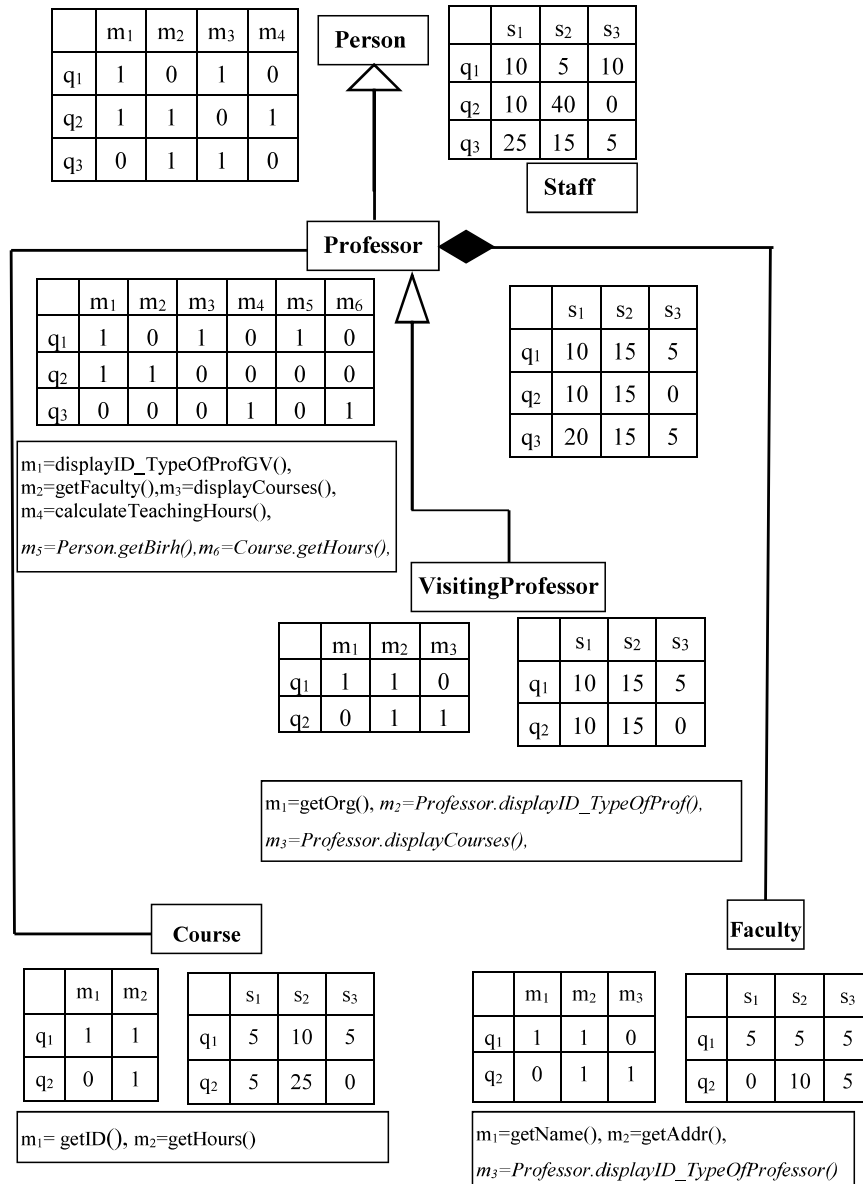 m₁ m₂ m₃ m₄
q₁ 1 0 1 0
q₂ 1 1 0 1
q₃ 0 1 1 0
Person
s₁ s₂ s₃
q₁ 10 5 10
q₂ 10 40 0
q₃ 25 15 5
Staff
Professor
m₁ m₂ m₃ m₄ m₅ m₆
q₁ 1 0 1 0 1 0
q₂ 1 1 0 0 0 0
q₃ 0 0 0 1 0 1
s₁ s₂ s₃
q₁ 10 15 5
q₂ 10 15 0
q₃ 20 15 5
m₁=displayID_TypeOfProfGV(),
m₂=getFaculty(),m₃=displayCourses(),
m₄=calculateTeachingHours(),
m₅=Person.getBirh(),m₆=Course.getHours(),
VisitingProfessor
m₁ m₂ m₃
q₁ 1 1 0
q₂ 0 1 1
s₁ s₂ s₃
q₁ 10 15 5
q₂ 10 15 0
m₁=getOrg(), m₂=Professor.displayID_TypeOfProf(),
m₃=Professor.displayCourses(),
Course
Faculty
m₁ m₂
q₁ 1 1
q₂ 0 1
s₁ s₂ s₃
q₁ 5 10 5
q₂ 5 25 0
m₁= getID(), m₂=getHours()
m₁ m₂ m₃
q₁ 1 1 0
q₂ 0 1 1
s₁ s₂ s₃
q₁ 5 5 5
q₂ 0 10 5
m₁=getName(), m₂=getAddr(),
m₃=Professor.displayID_TypeOfProfessor()